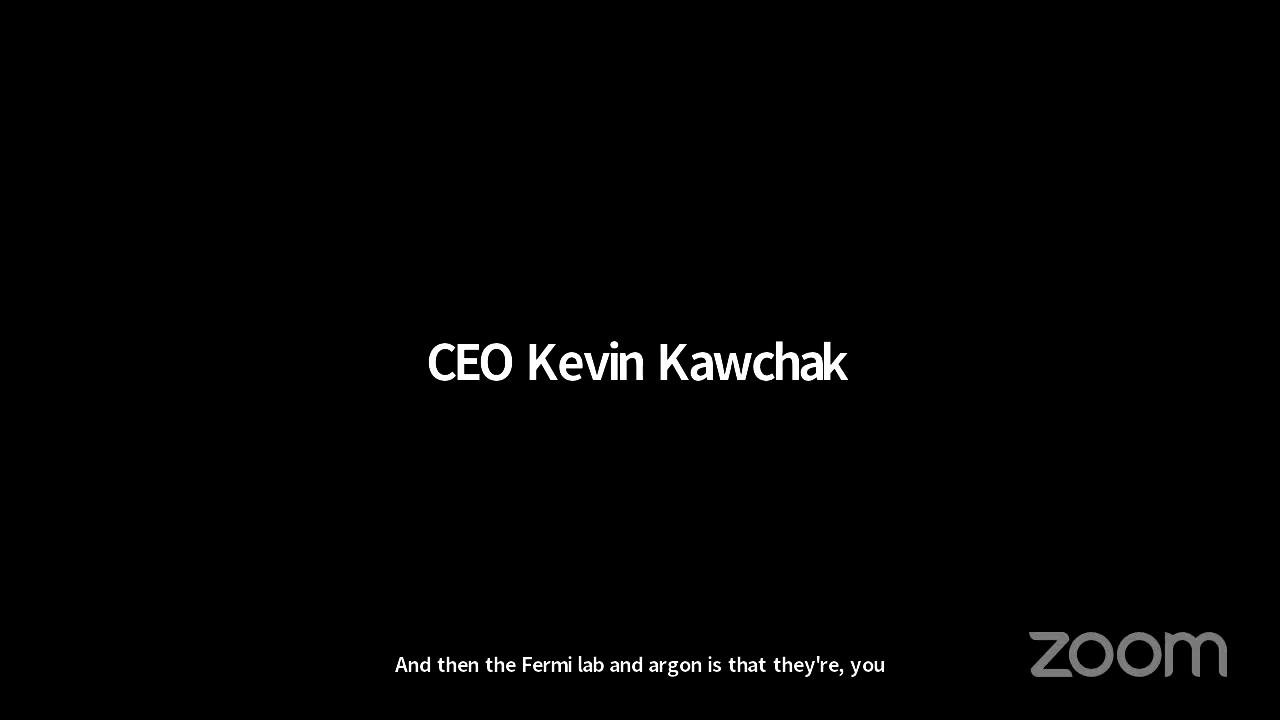 CEO Kevin Kawchak
And then the Fermi lab and argon is that they're, you
zoom